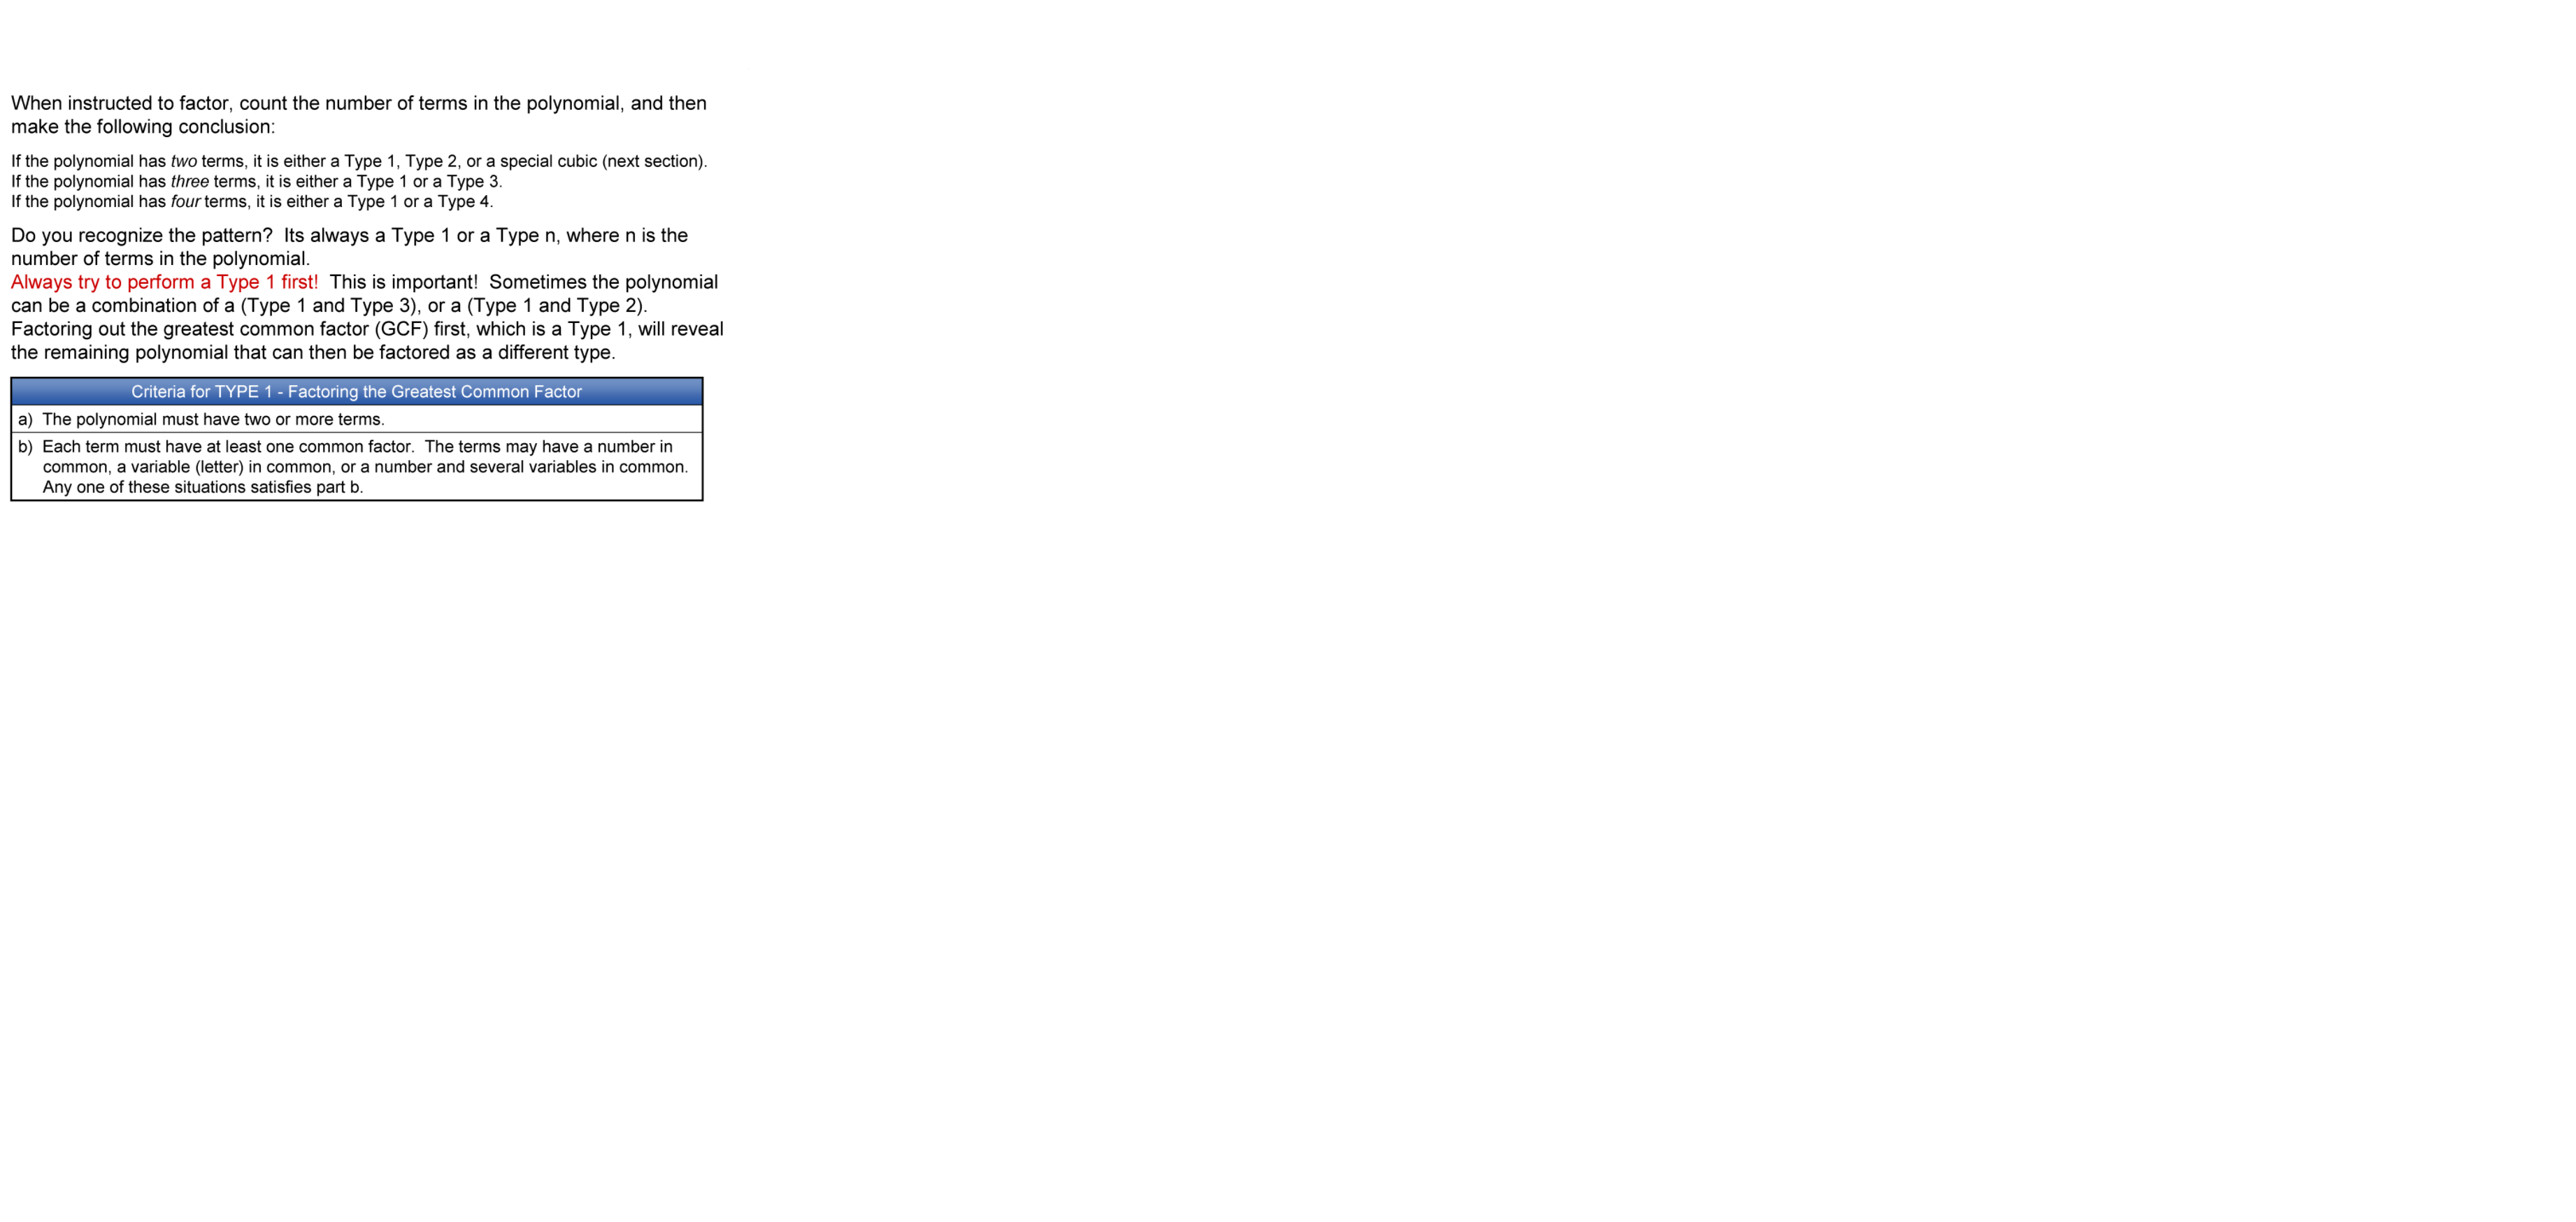 When instructed to factor, count the number of terms in the polynomial, and then
make the following conclusion:
If the polynomial has two terms, it is either a Type 1, Type 2, or a special cubic (next section).
If the polynomial has three terms, it is either a Type 1 or a Type 3.
If the polynomial has four terms, it is either a Type 1 or a Type 4.
Do you recognize the pattern?  Its always a Type 1 or a Type n, where n is the
number of terms in the polynomial.
Always try to perform a Type 1 first!  This is important!  Sometimes the polynomial
can be a combination of a (Type 1 and Type 3), or a (Type 1 and Type 2).
Factoring out the greatest common factor (GCF) first, which is a Type 1, will reveal
the remaining polynomial that can then be factored as a different type.
Criteria for TYPE 1 - Factoring the Greatest Common Factor
a)  The polynomial must have two or more terms.
b)  Each term must have at least one common factor.  The terms may have a number in
common, a variable (letter) in common, or a number and several variables in common.
Any one of these situations satisfies part b.